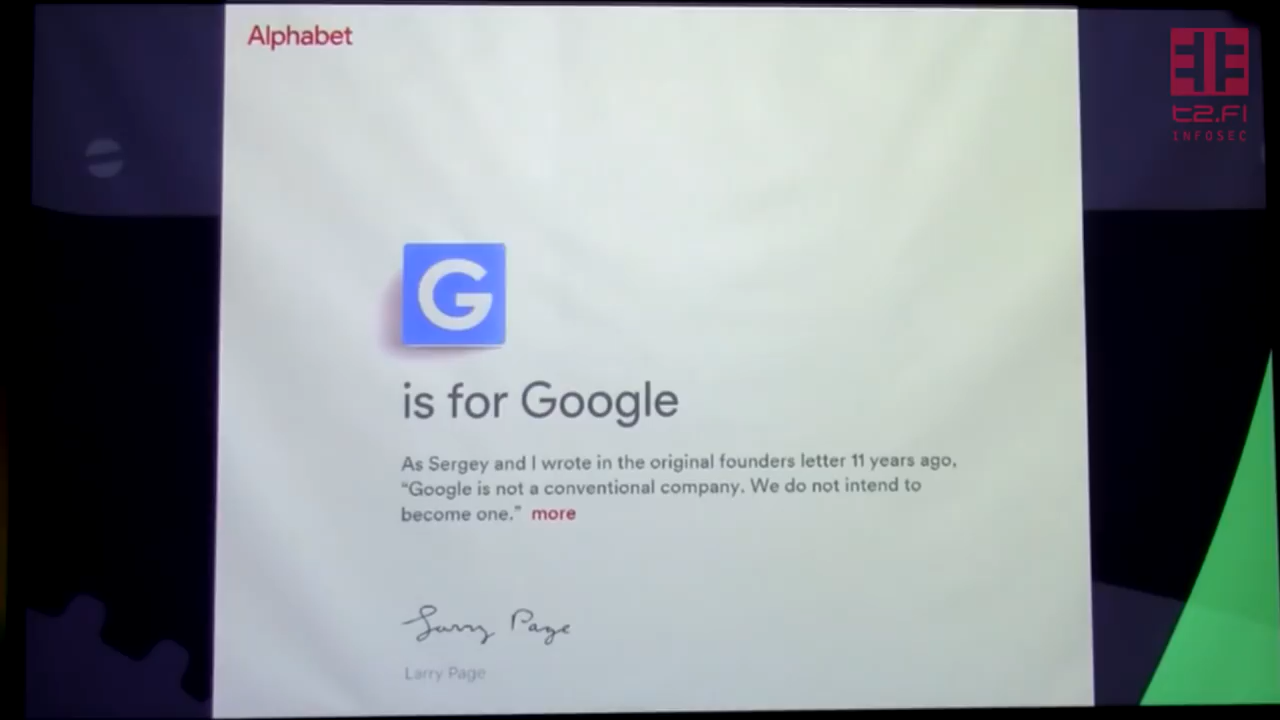 Alphabet
t2.FI
INFOSEC
G
is for Google
As Sergey and I wrote in the original founders letter 11 years ago,
“Google is not a conventional company. We do not intend to
become one.” more
Larry Page
Larry Page